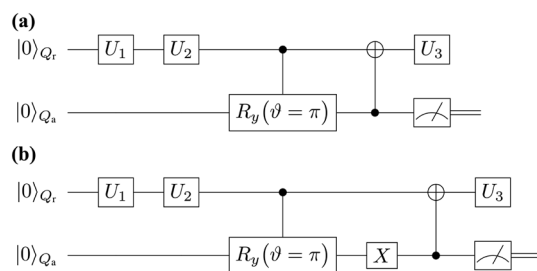 (a)
|0⟩Qr U1 U2 U3
|0⟩Qa Ry(ϑ = π)
(b)
|0⟩Qr U1 U2 U3
|0⟩Qa Ry(ϑ = π) X